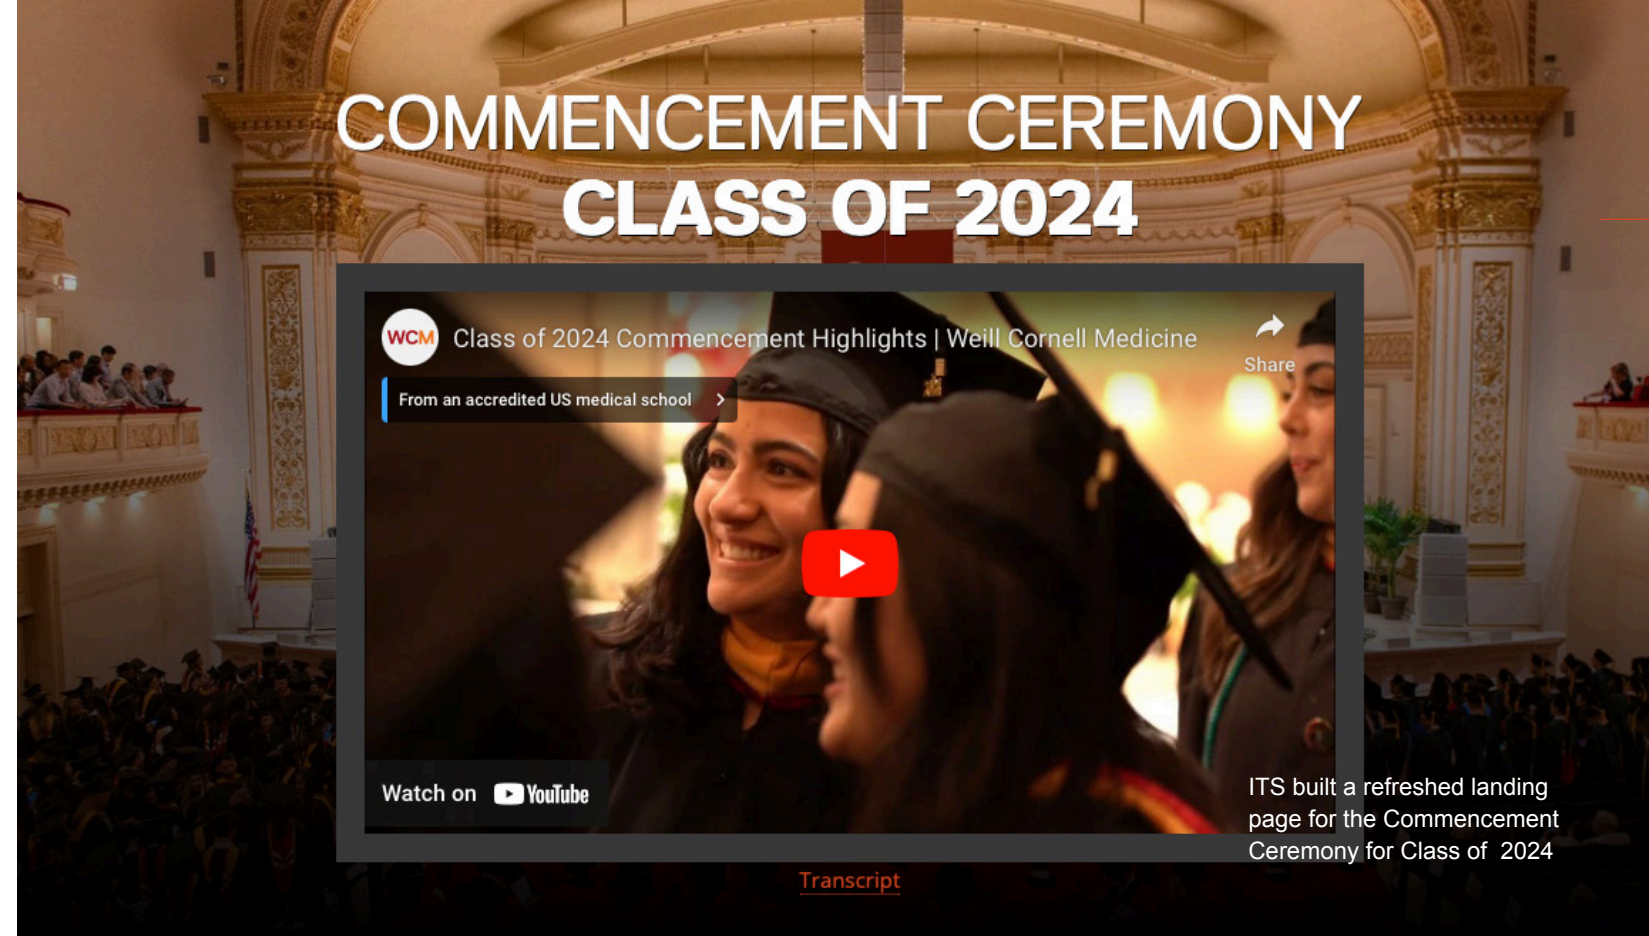 COMMENCEMENT CEREMONY
CLASS OF 2024
WCM
Class of 2024 Commencement Highlights | Weill Cornell Medicine
Share
From an accredited US medical school
Watch on YouTube
ITS built a refreshed landing
page for the Commencement
Ceremony for Class of 2024
Transcript